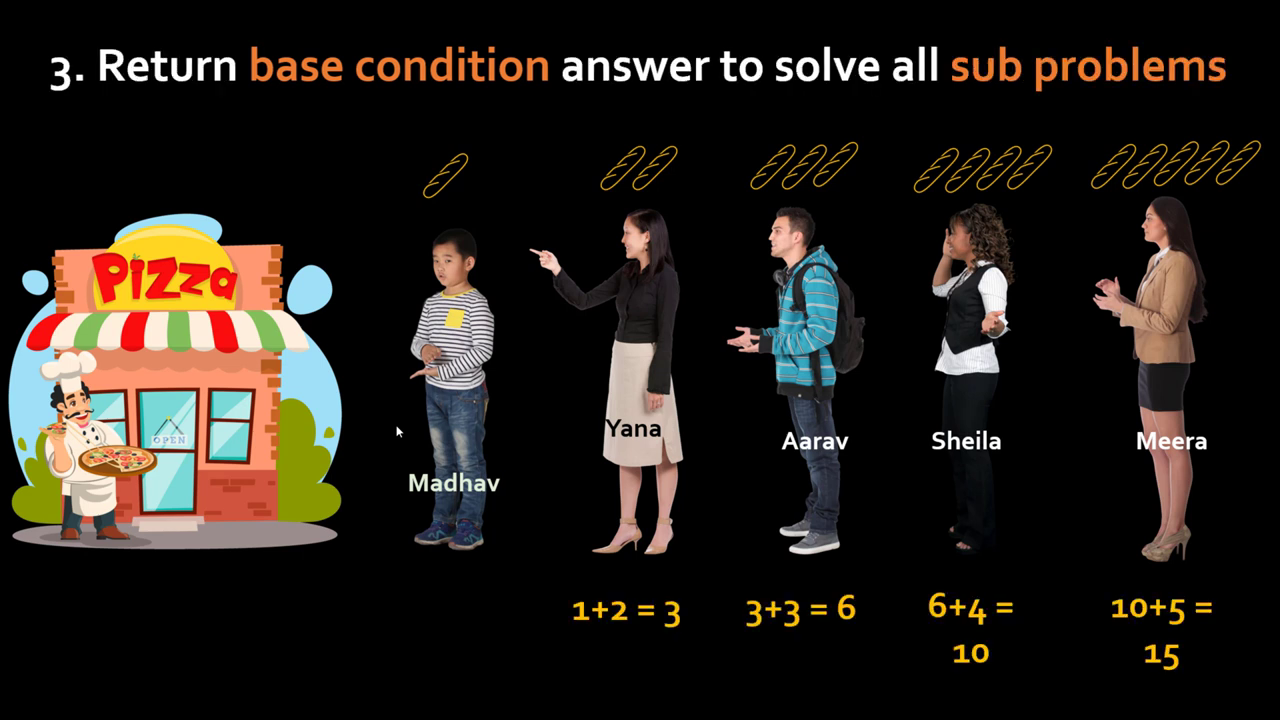 3. Return base condition answer to solve all sub problems
Pizza
OPEN
Madhav
Yana
Aarav
Sheila
Meera
1+2 = 3
3+3 = 6
6+4 =
10
10+5 =
15